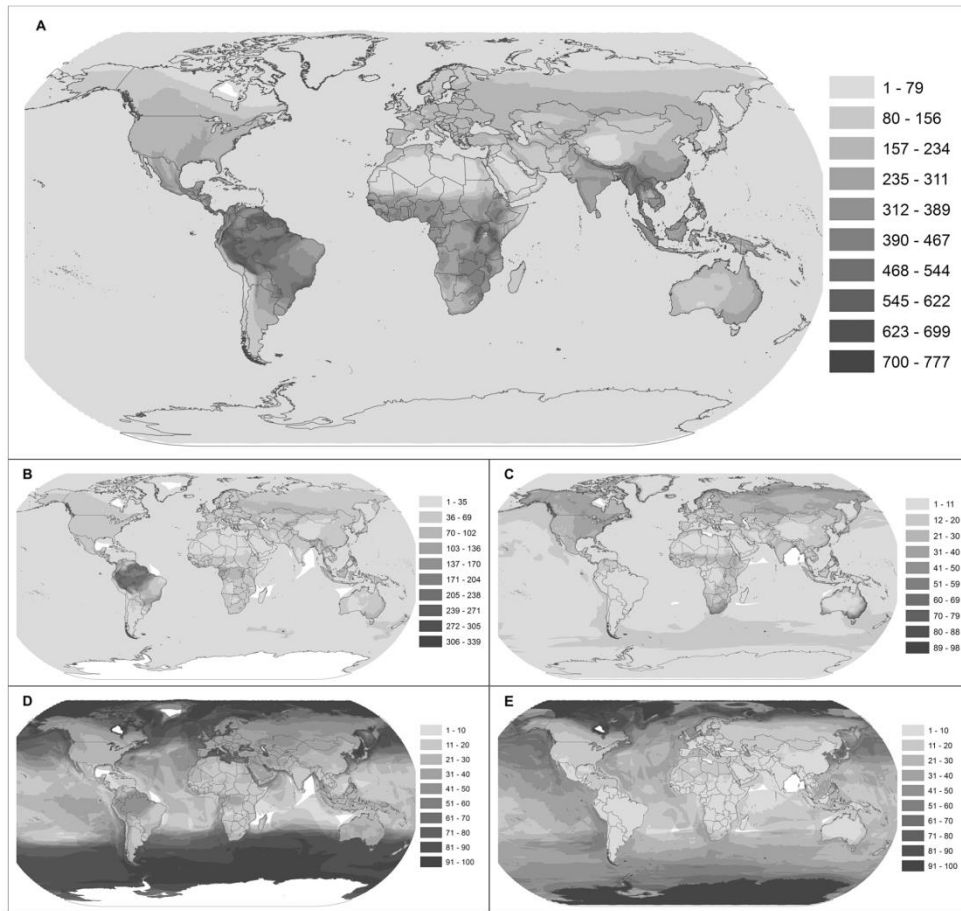 A
1 - 79
80 - 156
157 - 234
235 - 311
312 - 389
390 - 467
468 - 544
545 - 622
623 - 699
700 - 777
B
1 - 35
36 - 69
70 - 102
103 - 136
137 - 170
171 - 204
205 - 238
239 - 271
272 - 305
306 - 339
C
1 - 11
12 - 20
21 - 30
31 - 40
41 - 50
51 - 59
60 - 69
70 - 79
80 - 88
89 - 98
D
1 - 10
11 - 20
21 - 30
31 - 40
41 - 50
51 - 60
61 - 70
71 - 80
81 - 90
91 - 100
E
1 - 10
11 - 20
21 - 30
31 - 40
41 - 50
51 - 60
61 - 70
71 - 80
81 - 90
91 - 100